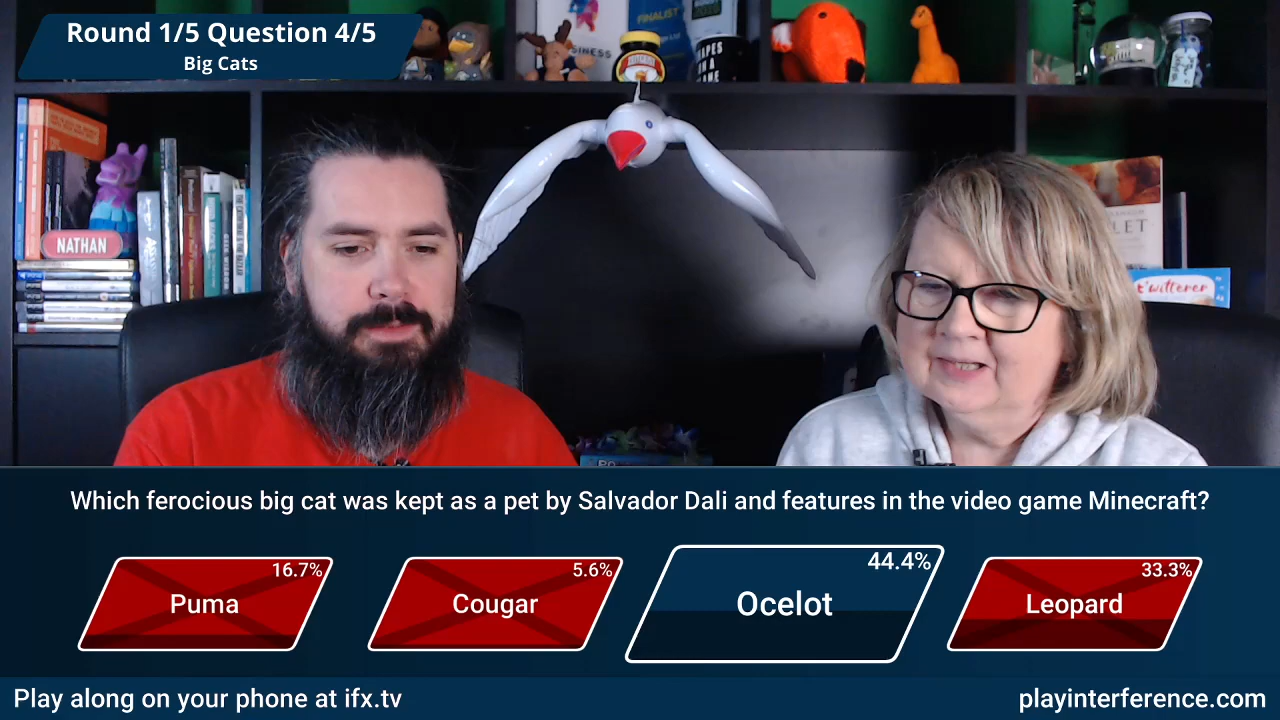 Round 1/5 Question 4/5
Big Cats
FINALIST
NATHAN
Which ferocious big cat was kept as a pet by Salvador Dali and features in the video game Minecraft?
16.7%
Puma
5.6%
Cougar
44.4%
Ocelot
33.3%
Leopard
Play along on your phone at ifx.tv
playinterference.com